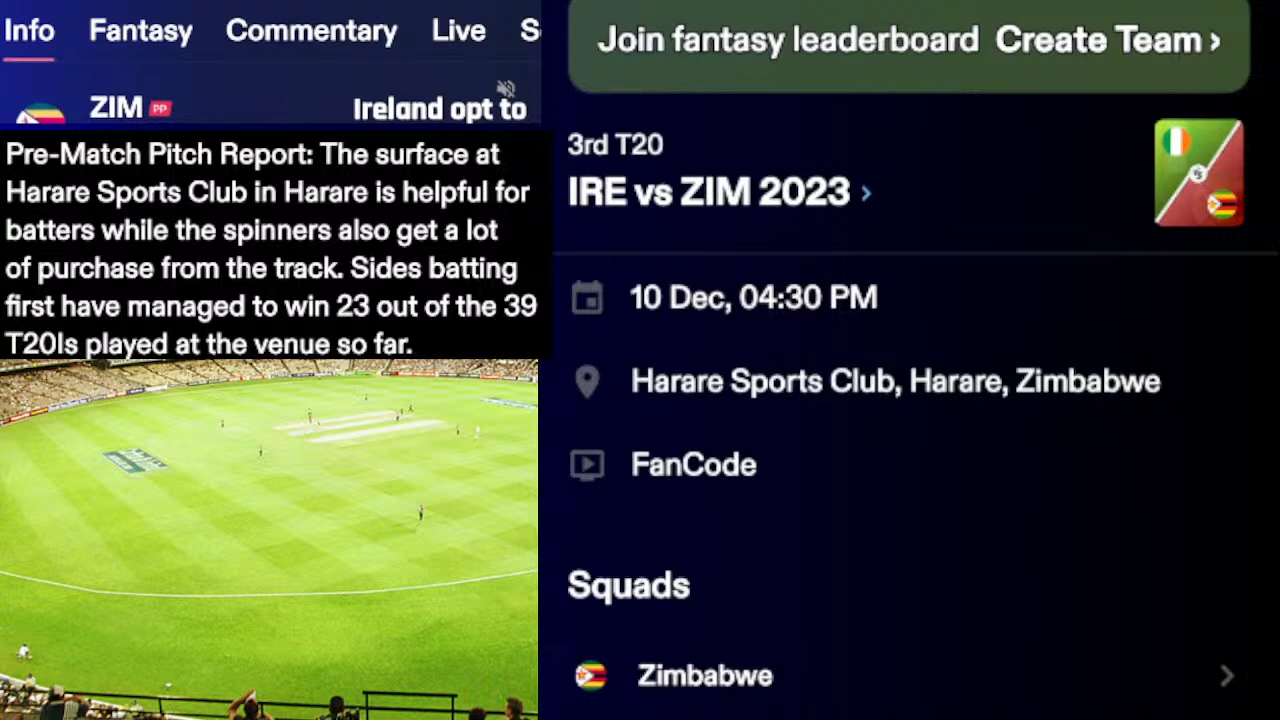 Info Fantasy Commentary Live S
ZIM PP
Ireland opt to
Pre-Match Pitch Report: The surface at
Harare Sports Club in Harare is helpful for
batters while the spinners also get a lot
of purchase from the track. Sides batting
first have managed to win 23 out of the 39
T20Is played at the venue so far.
Join fantasy leaderboard Create Team ›
3rd T20
IRE vs ZIM 2023 ›
VS
10 Dec, 04:30 PM
Harare Sports Club, Harare, Zimbabwe
FanCode
Squads
Zimbabwe